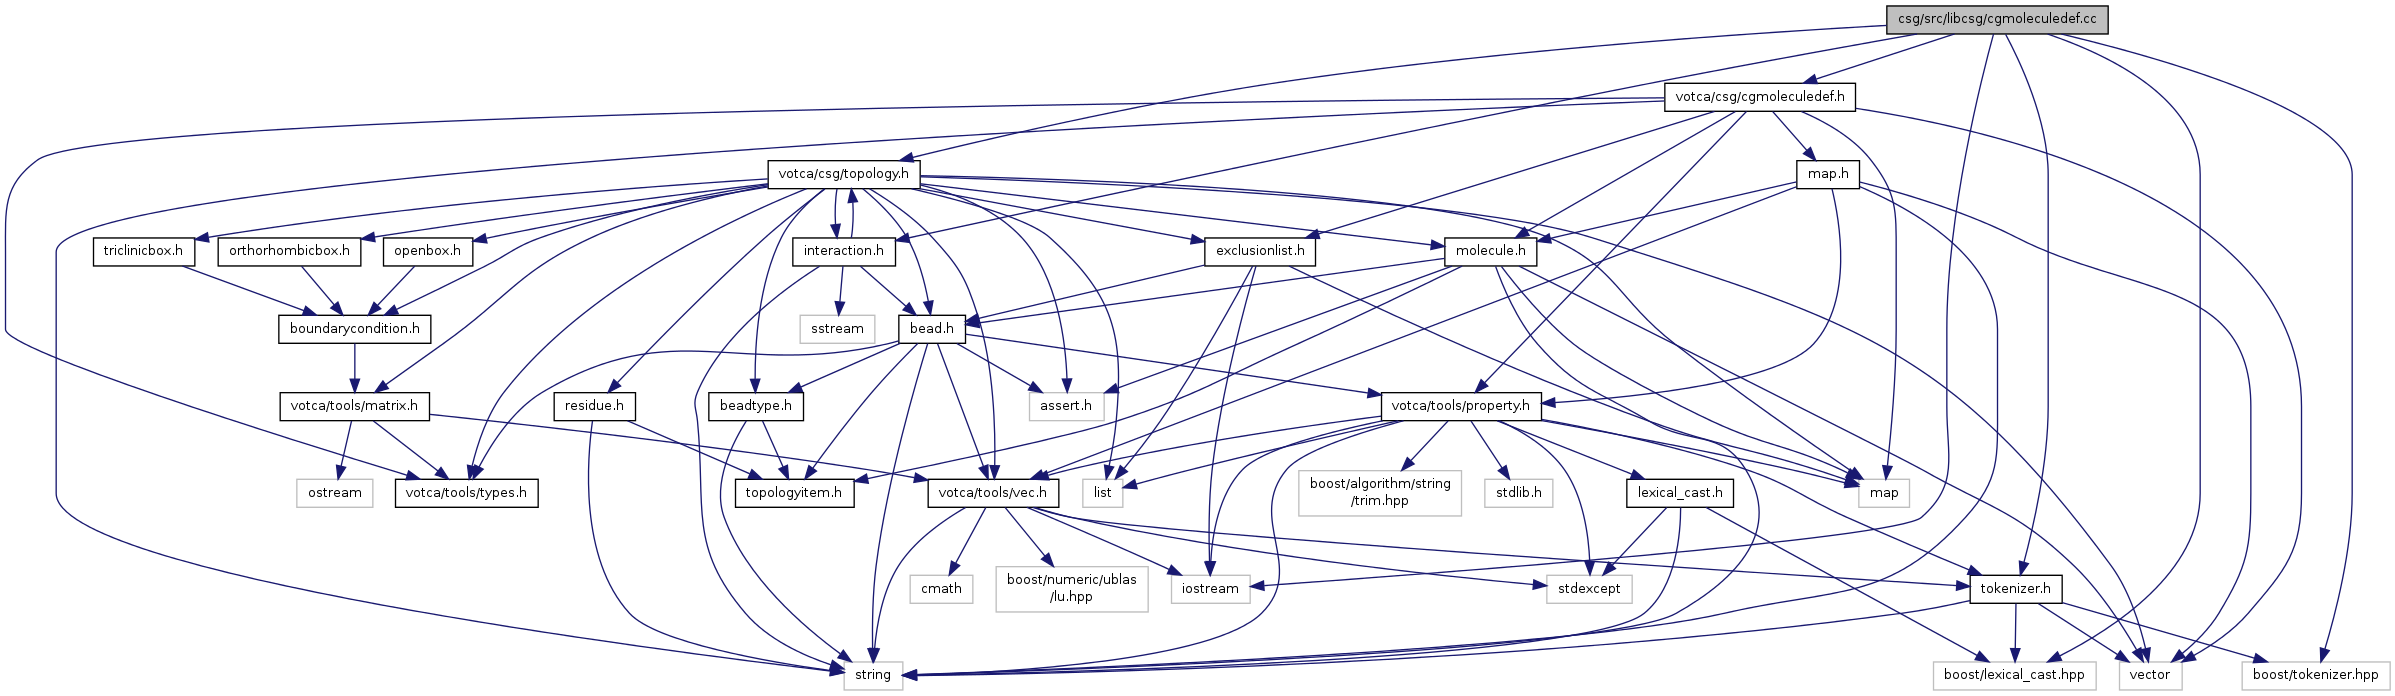 csg/src/libcsg/cgmoleculedef.cc
votca/csg/cgmoleculedef.h
votca/csg/topology.h
map.h
triclinicbox.h
orthorhombicbox.h
openbox.h
interaction.h
exclusionlist.h
molecule.h
boundarycondition.h
sstream
bead.h
votca/tools/matrix.h
residue.h
beadtype.h
assert.h
votca/tools/property.h
ostream
votca/tools/types.h
topologyitem.h
votca/tools/vec.h
list
boost/algorithm/string
/trim.hpp
stdlib.h
lexical_cast.h
map
cmath
boost/numeric/ublas
/lu.hpp
iostream
stdexcept
tokenizer.h
string
boost/lexical_cast.hpp
vector
boost/tokenizer.hpp